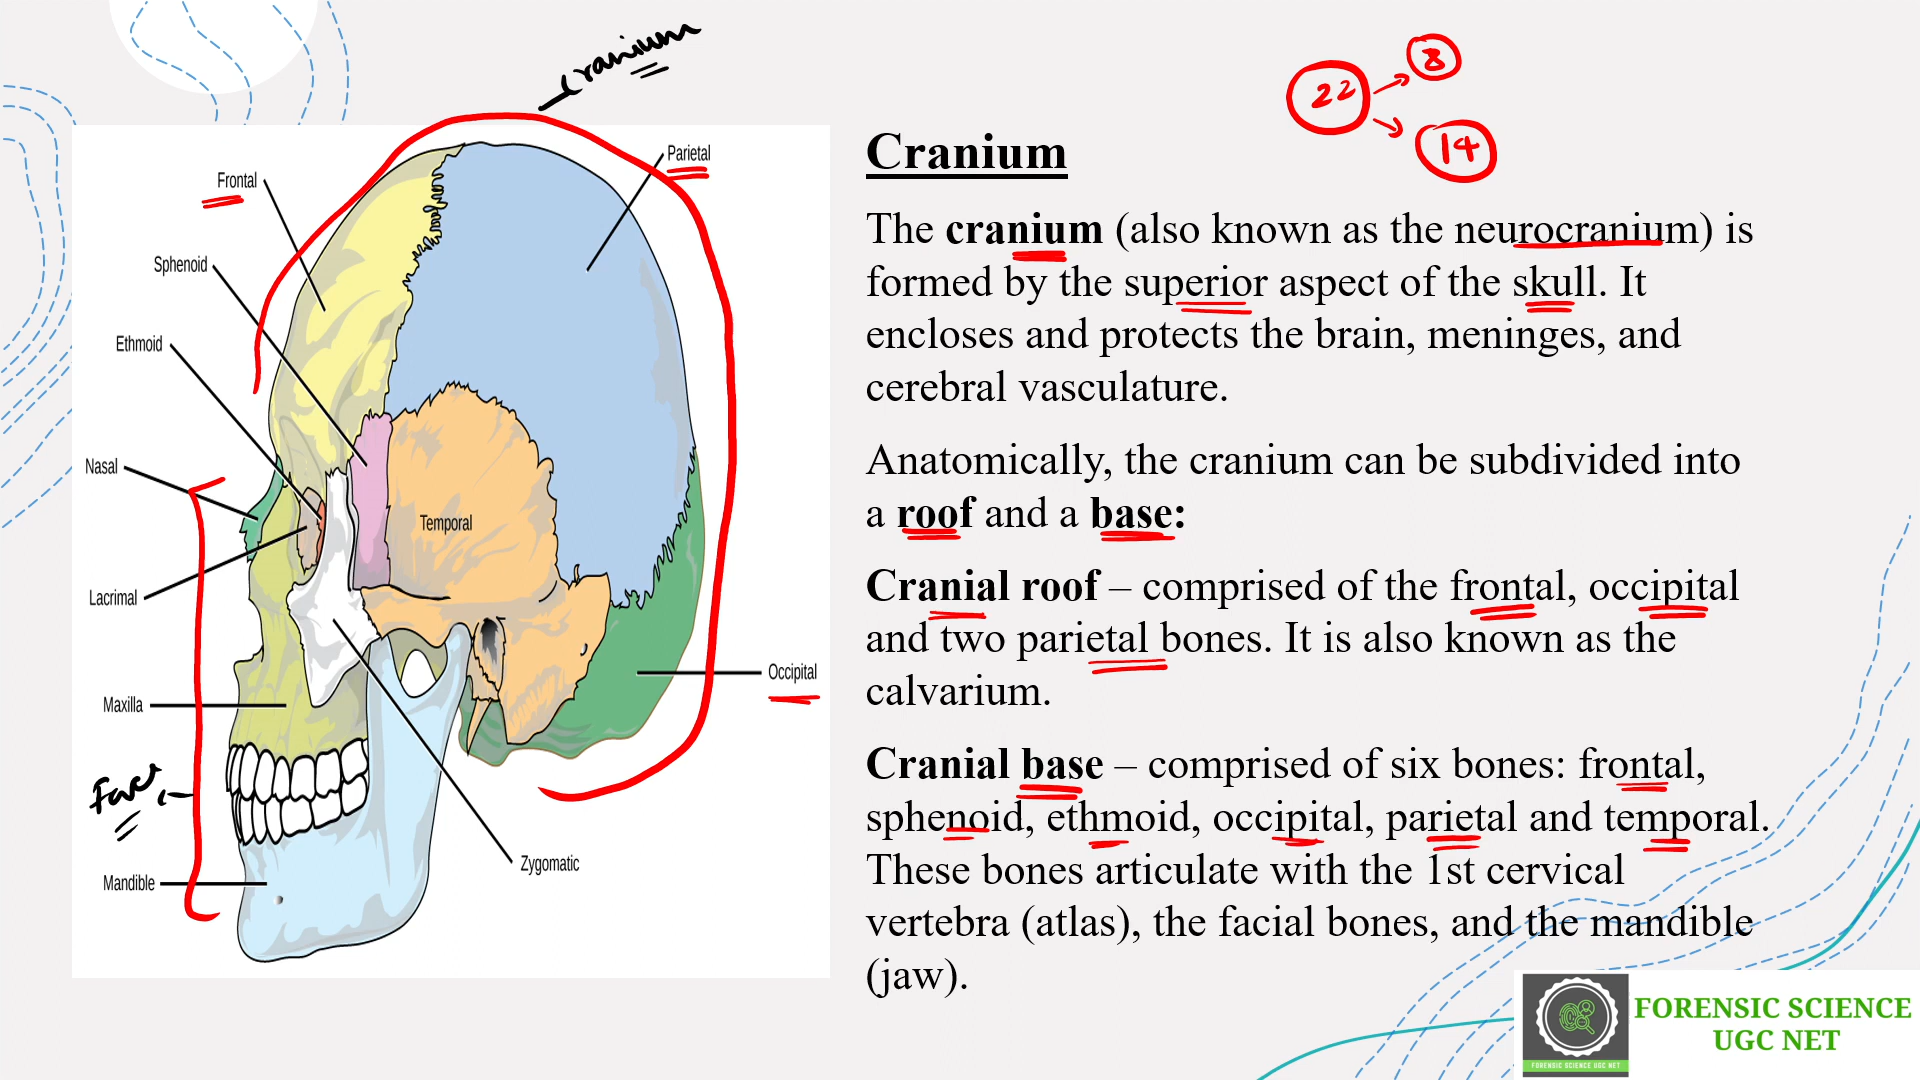 Cranium
22
8
14
Cranium
Parietal
Frontal
Sphenoid
Ethmoid
Nasal
Temporal
Lacrimal
Occipital
Maxilla
Face
Mandible
Zygomatic
The cranium (also known as the neurocranium) is
formed by the superior aspect of the skull. It
encloses and protects the brain, meninges, and
cerebral vasculature.
Anatomically, the cranium can be subdivided into
a roof and a base:
Cranial roof – comprised of the frontal, occipital
and two parietal bones. It is also known as the
calvarium.
Cranial base – comprised of six bones: frontal,
sphenoid, ethmoid, occipital, parietal and temporal.
These bones articulate with the 1st cervical
vertebra (atlas), the facial bones, and the mandible
(jaw).
FORENSIC SCIENCE
UGC NET
FORENSIC SCIENCE UGC NET